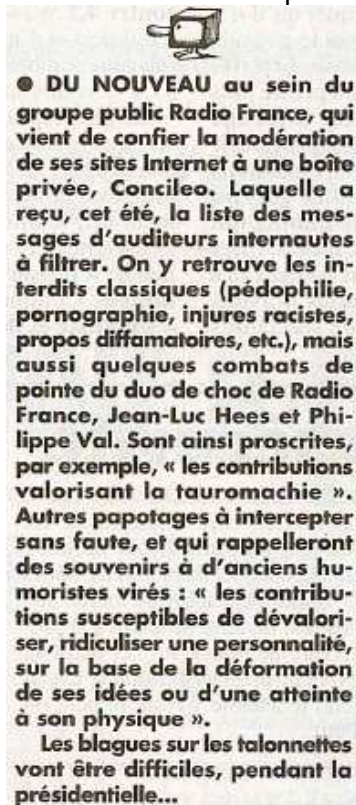 ● DU NOUVEAU au sein du
groupe public Radio France, qui
vient de confier la modération
de ses sites Internet à une boîte
privée, Concileo. Laquelle a
reçu, cet été, la liste des mes-
sages d'auditeurs internautes
à filtrer. On y retrouve les in-
terdits classiques (pédophilie,
pornographie, injures racistes,
propos diffamatoires, etc.), mais
aussi quelques combats de
pointe du duo de choc de Radio
France, Jean-Luc Hees et Phi-
lippe Val. Sont ainsi proscrites,
par exemple, « les contributions
valorisant la tauromachie ».
Autres papotages à intercepter
sans faute, et qui rappelleront
des souvenirs à d'anciens hu-
moristes virés : « les contribu-
tions susceptibles de dévalori-
ser, ridiculiser une personnalité,
sur la base de la déformation
de ses idées ou d'une atteinte
à son physique ».
Les blagues sur les talonnettes
vont être difficiles, pendant la
présidentielle...